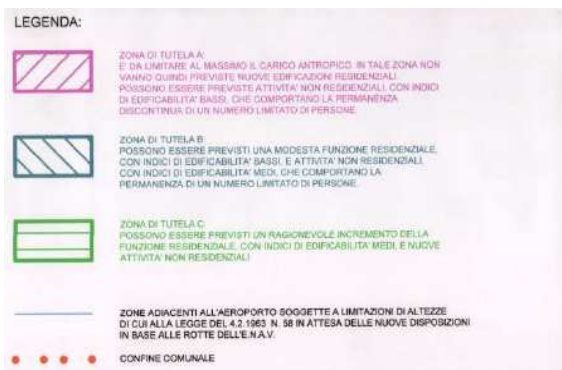 LEGENDA:
ZONA DI TUTELA A:
E' DA LIMITARE AL MASSIMO IL CARICO ANTROPICO. IN TALE ZONA NON
VANNO QUINDI PREVISTE NUOVE EDIFICAZIONI RESIDENZIALI.
POSSONO ESSERE PREVISTE ATTIVITA' NON RESIDENZIALI, CON INDICI
DI EDIFICABILITA' BASSI, CHE COMPORTANO LA PERMANENZA
DISCONTINUA DI UN NUMERO LIMITATO DI PERSONE.
ZONA DI TUTELA B:
POSSONO ESSERE PREVISTI UNA MODESTA FUNZIONE RESIDENZIALE,
CON INDICI DI EDIFICABILITA' BASSI, E ATTIVITA' NON RESIDENZIALI,
CON INDICI DI EDIFICABILITA' MEDI, CHE COMPORTANO LA
PERMANENZA DI UN NUMERO LIMITATO DI PERSONE.
ZONA DI TUTELA C:
POSSONO ESSERE PREVISTI UN RAGIONEVOLE INCREMENTO DELLA
FUNZIONE RESIDENZIALE, CON INDICI DI EDIFICABILITA' MEDI, E NUOVE
ATTIVITA' NON RESIDENZIALI
ZONE ADIACENTI ALL'AEROPORTO SOGGETTE A LIMITAZIONI DI ALTEZZE
DI CUI ALLA LEGGE DEL 4.2.1963 N. 58 IN ATTESA DELLE NUOVE DISPOSIZIONI
IN BASE ALLE ROTTE DELL'E.N.A.V.
CONFINE COMUNALE